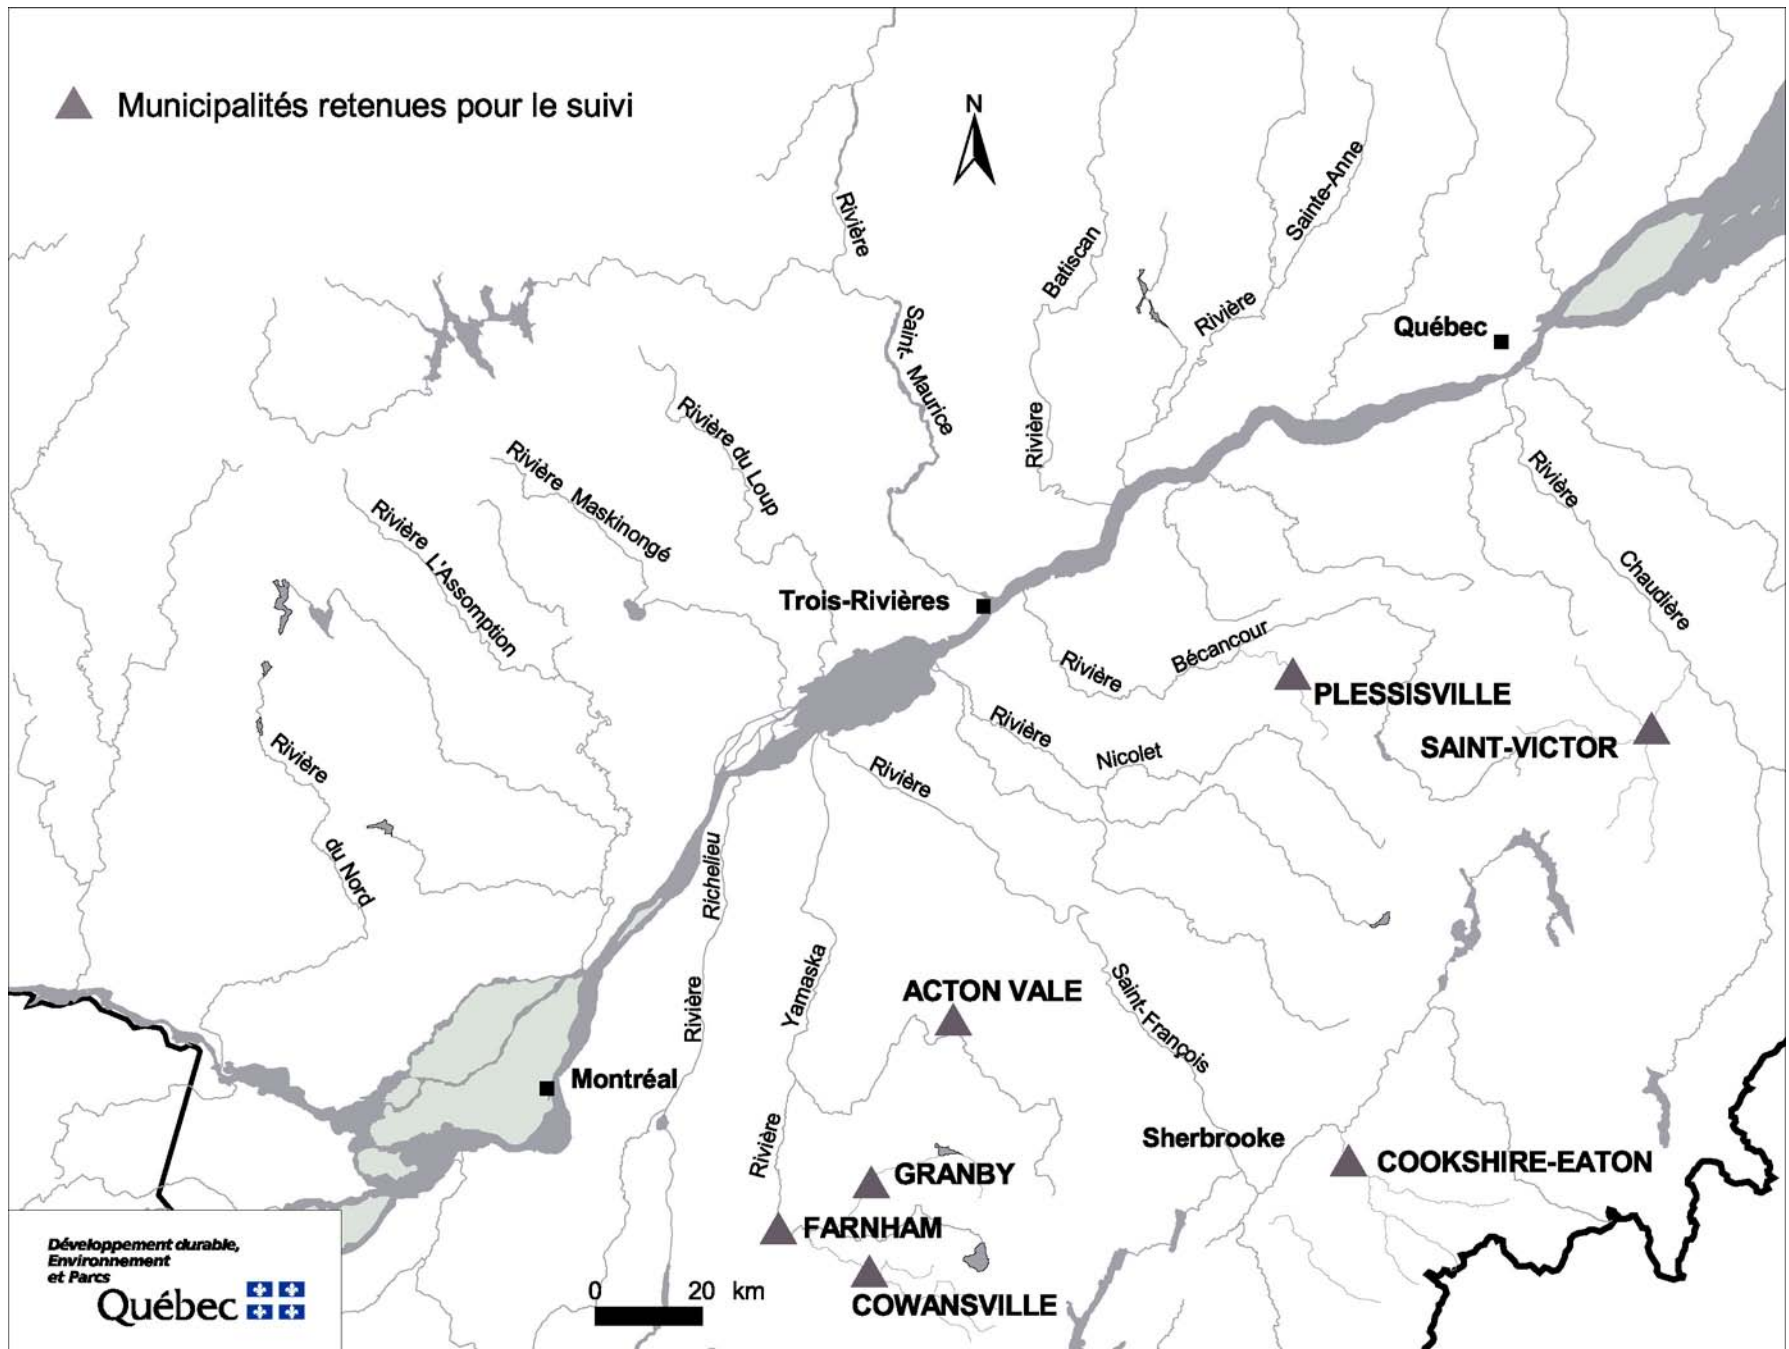 Municipalités retenues pour le suivi
N
Rivière
Saint-
Maurice
Batiscan
Rivière
Sainte-Anne
Rivière
Québec
Rivière du Loup
Rivière Maskinongé
Rivière L'Assomption
Rivière
Chaudière
Trois-Rivières
Rivière
Bécancour
PLESSISVILLE
SAINT-VICTOR
Rivière
Nicolet
Rivière
Saint-François
Rivière
du Nord
Richelieu
Rivière
Yamaska
Rivière
ACTON VALE
Montréal
Sherbrooke
COOKSHIRE-EATON
GRANBY
FARNHAM
COWANSVILLE
0 20 km
Développement durable,
Environnement
et Parcs
Québec